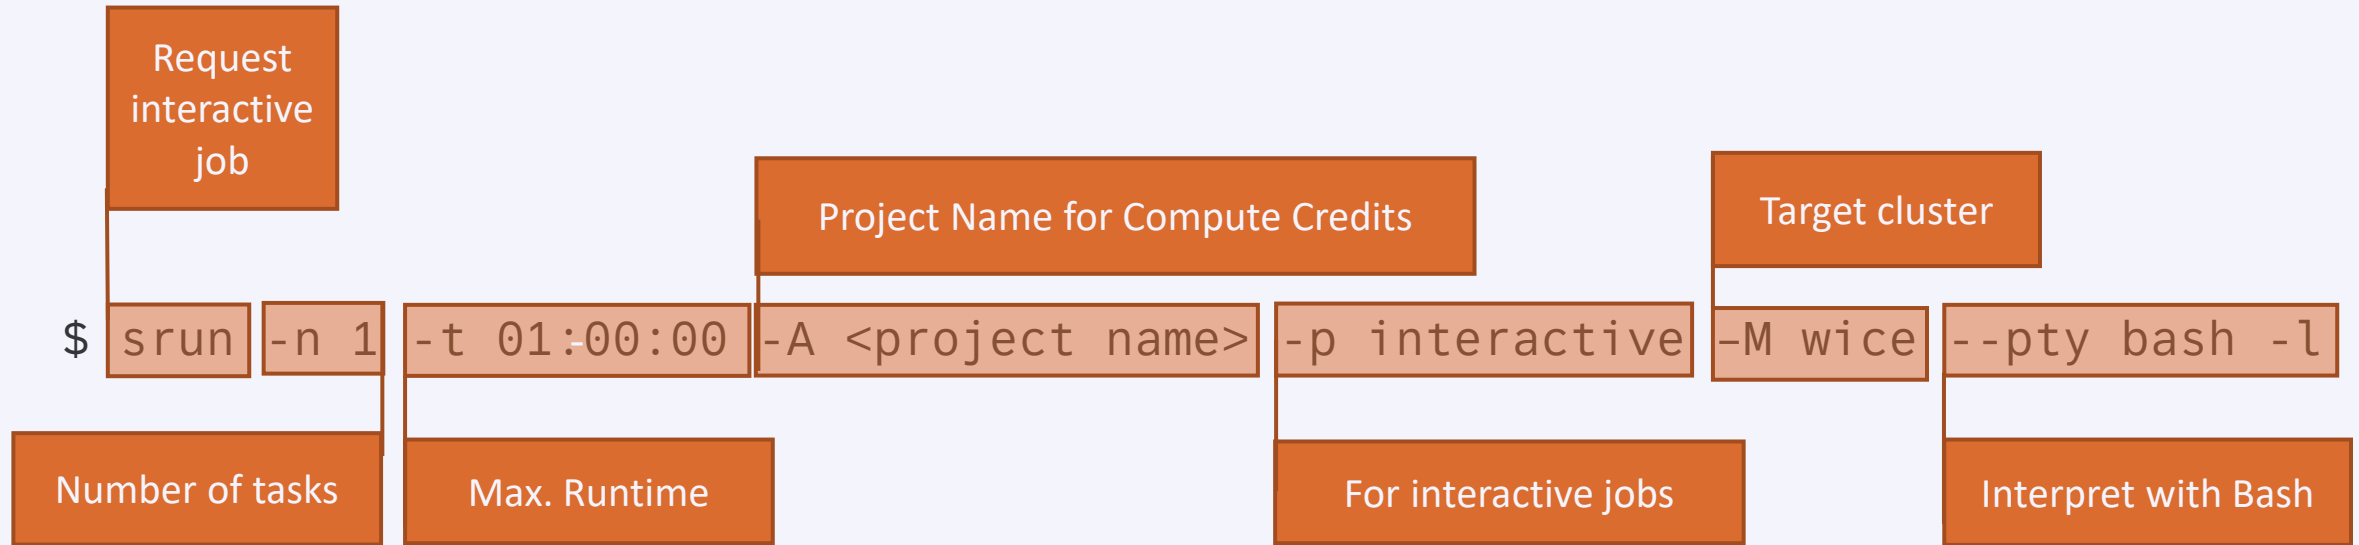 Request
interactive
job
Project Name for Compute Credits
Target cluster
$ srun -n 1 -t 01:00:00 -A <project name> -p interactive –M wice --pty bash -l
-
Number of tasks
Max. Runtime
For interactive jobs
Interpret with Bash